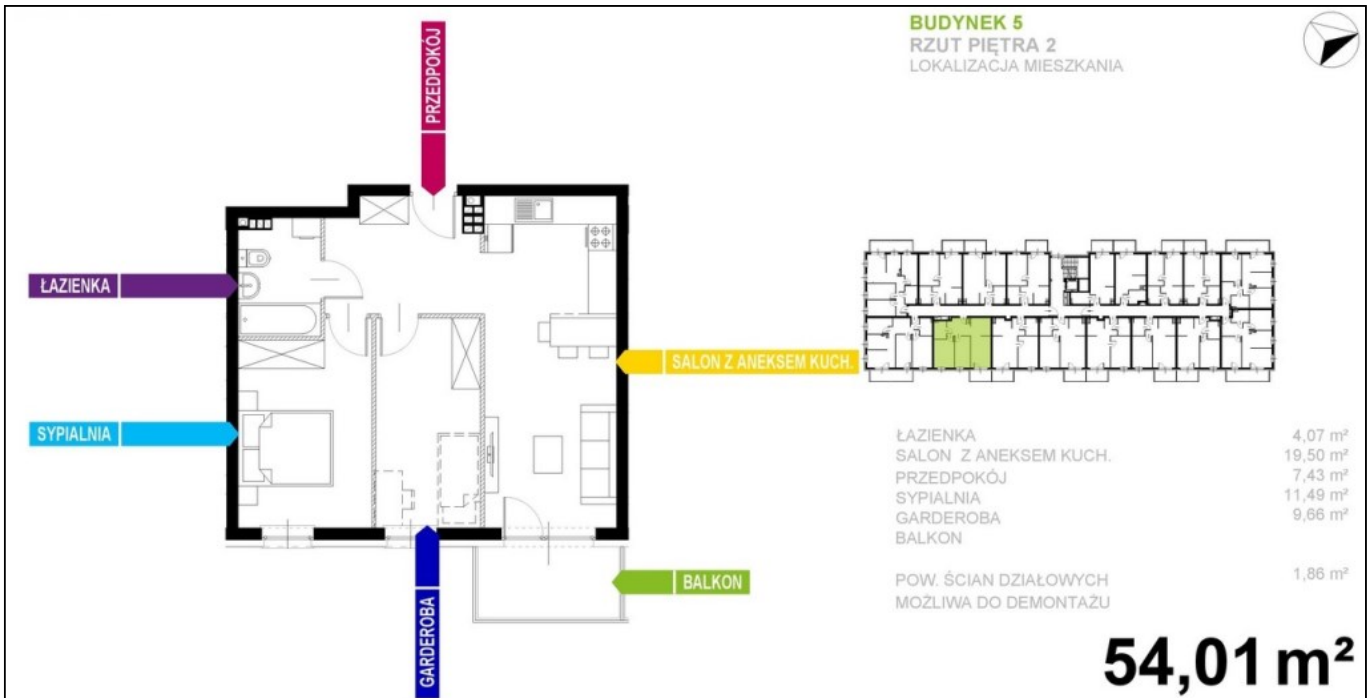 BUDYNEK 5
RZUT PIĘTRA 2
LOKALIZACJA MIESZKANIA
PRZEDPOKÓJ
ŁAZIENKA
SALON Z ANEKSEM KUCH.
SYPIALNIA
BALKON
GARDEROBA
ŁAZIENKA 4,07 m²
SALON Z ANEKSEM KUCH. 19,50 m²
PRZEDPOKÓJ 7,43 m²
SYPIALNIA 11,49 m²
GARDEROBA 9,66 m²
BALKON
POW. ŚCIAN DZIAŁOWYCH 1,86 m²
MOŻLIWA DO DEMONTAŻU
54,01 m²